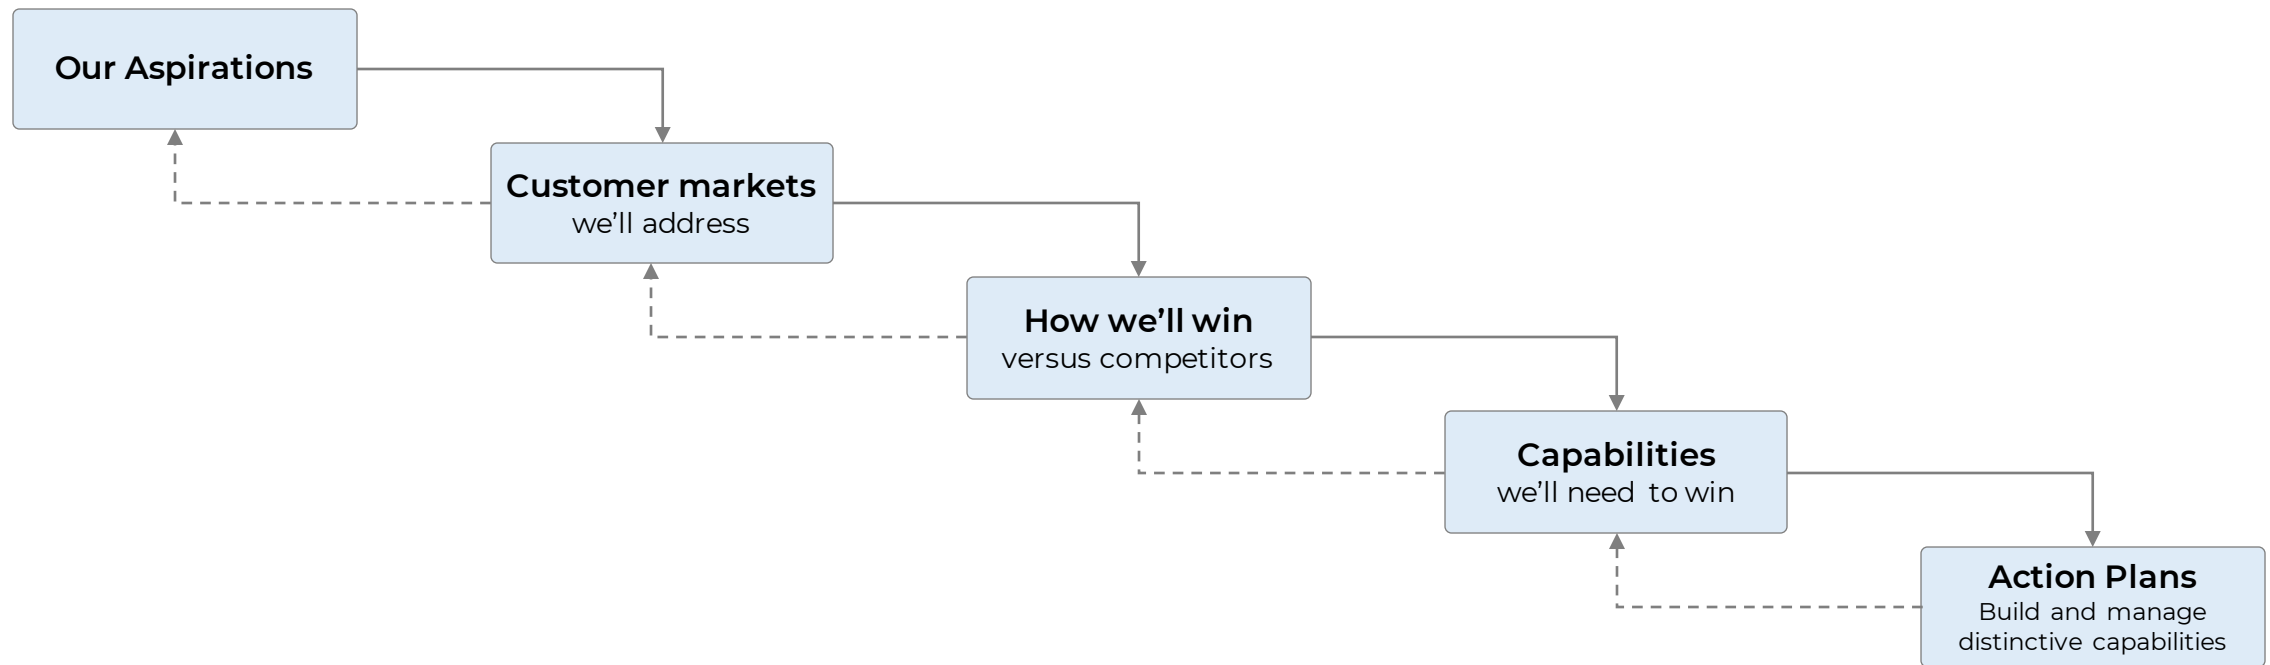 Our Aspirations
Customer markets
we’ll address
How we’ll win
versus competitors
Capabilities
we’ll need to win
Action Plans
Build and manage
distinctive capabilities